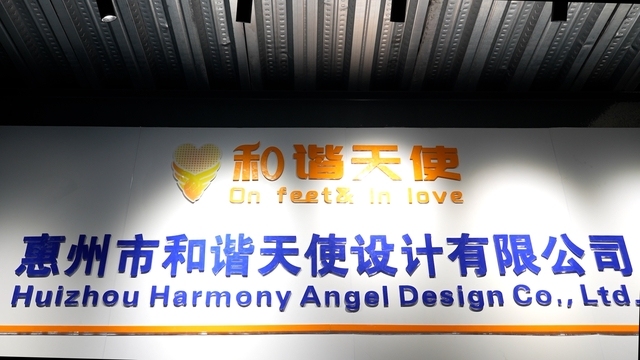 和谐天使
On feet& in love
惠州市和谐天使设计有限公司
Huizhou Harmony Angel Design Co., Ltd.